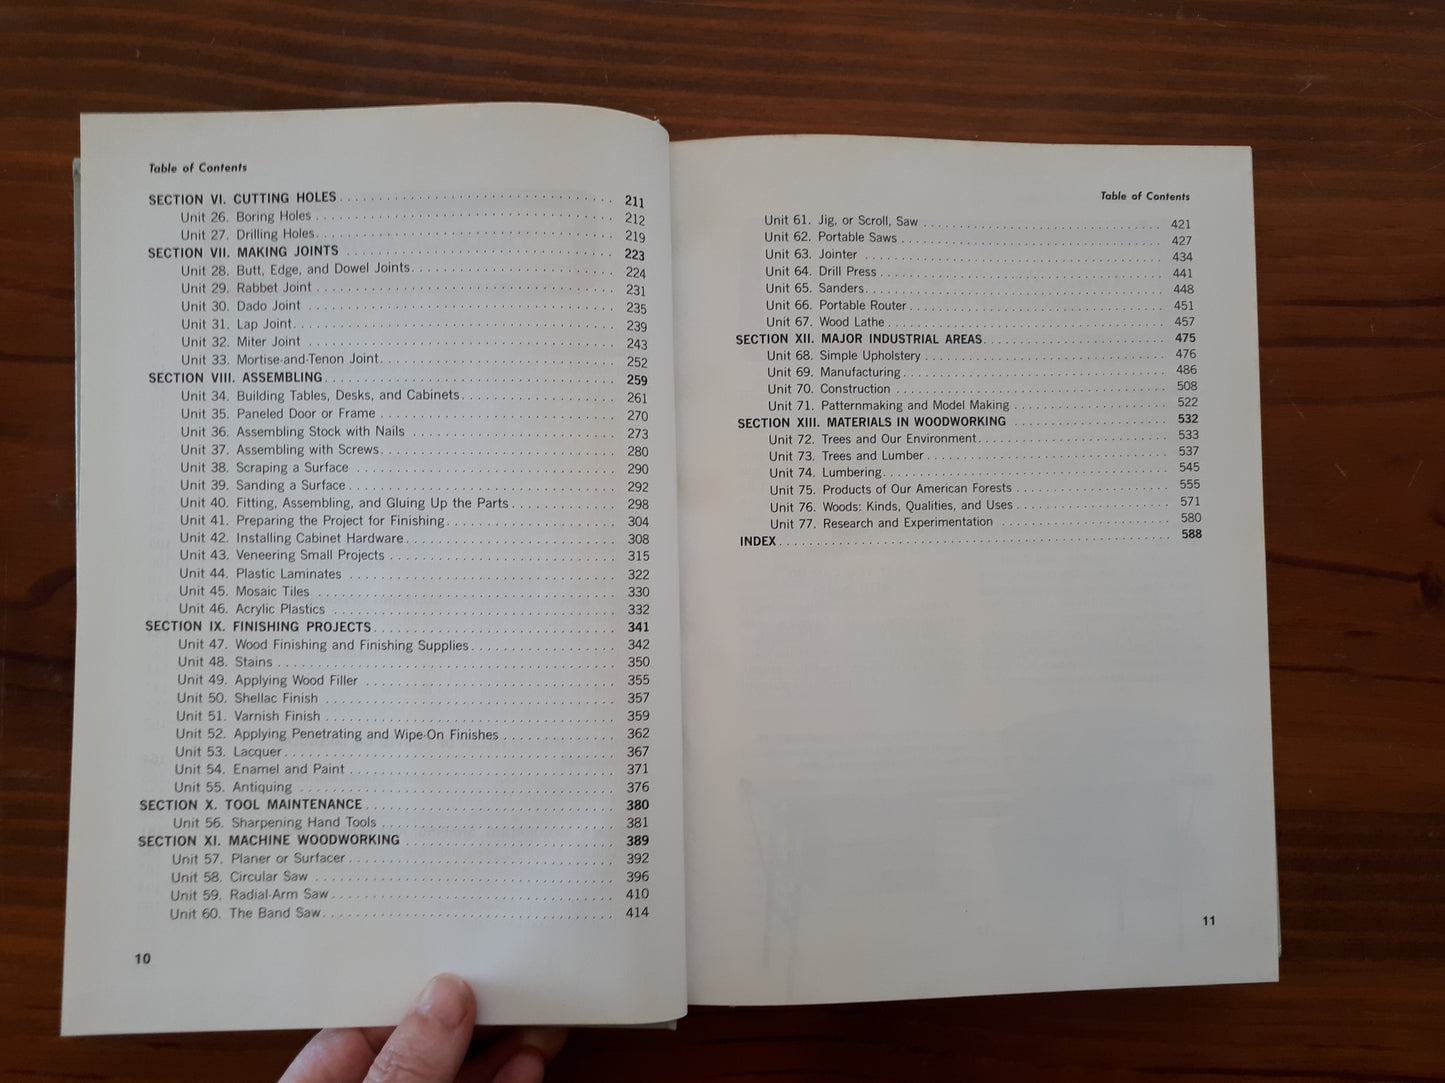 Table of Contents
SECTION VI. CUTTING HOLES 211
Unit 26. Boring Holes 212
Unit 27. Drilling Holes 219
SECTION VII. MAKING JOINTS 223
Unit 28. Butt, Edge, and Dowel Joints 224
Unit 29. Rabbet Joint 231
Unit 30. Dado Joint 235
Unit 31. Lap Joint 239
Unit 32. Miter Joint 243
Unit 33. Mortise-and-Tenon Joint 252
SECTION VIII. ASSEMBLING 259
Unit 34. Building Tables, Desks, and Cabinets 261
Unit 35. Paneled Door or Frame 270
Unit 36. Assembling Stock with Nails 273
Unit 37. Assembling with Screws 280
Unit 38. Scraping a Surface 290
Unit 39. Sanding a Surface 292
Unit 40. Fitting, Assembling, and Gluing Up the Parts 298
Unit 41. Preparing the Project for Finishing 304
Unit 42. Installing Cabinet Hardware 308
Unit 43. Veneering Small Projects 315
Unit 44. Plastic Laminates 322
Unit 45. Mosaic Tiles 330
Unit 46. Acrylic Plastics 332
SECTION IX. FINISHING PROJECTS 341
Unit 47. Wood Finishing and Finishing Supplies 342
Unit 48. Stains 350
Unit 49. Applying Wood Filler 355
Unit 50. Shellac Finish 357
Unit 51. Varnish Finish 359
Unit 52. Applying Penetrating and Wipe-On Finishes 362
Unit 53. Lacquer 367
Unit 54. Enamel and Paint 371
Unit 55. Antiquing 376
SECTION X. TOOL MAINTENANCE 380
Unit 56. Sharpening Hand Tools 381
SECTION XI. MACHINE WOODWORKING 389
Unit 57. Planer or Surfacer 392
Unit 58. Circular Saw 396
Unit 59. Radial-Arm Saw 410
Unit 60. The Band Saw 414
10
Table of Contents
Unit 61. Jig, or Scroll, Saw 421
Unit 62. Portable Saws 427
Unit 63. Jointer 434
Unit 64. Drill Press 441
Unit 65. Sanders 448
Unit 66. Portable Router 451
Unit 67. Wood Lathe 457
SECTION XII. MAJOR INDUSTRIAL AREAS 475
Unit 68. Simple Upholstery 476
Unit 69. Manufacturing 486
Unit 70. Construction 508
Unit 71. Patternmaking and Model Making 522
SECTION XIII. MATERIALS IN WOODWORKING 532
Unit 72. Trees and Our Environment 533
Unit 73. Trees and Lumber 537
Unit 74. Lumbering 545
Unit 75. Products of Our American Forests 555
Unit 76. Woods: Kinds, Qualities, and Uses 571
Unit 77. Research and Experimentation 580
INDEX 588
11